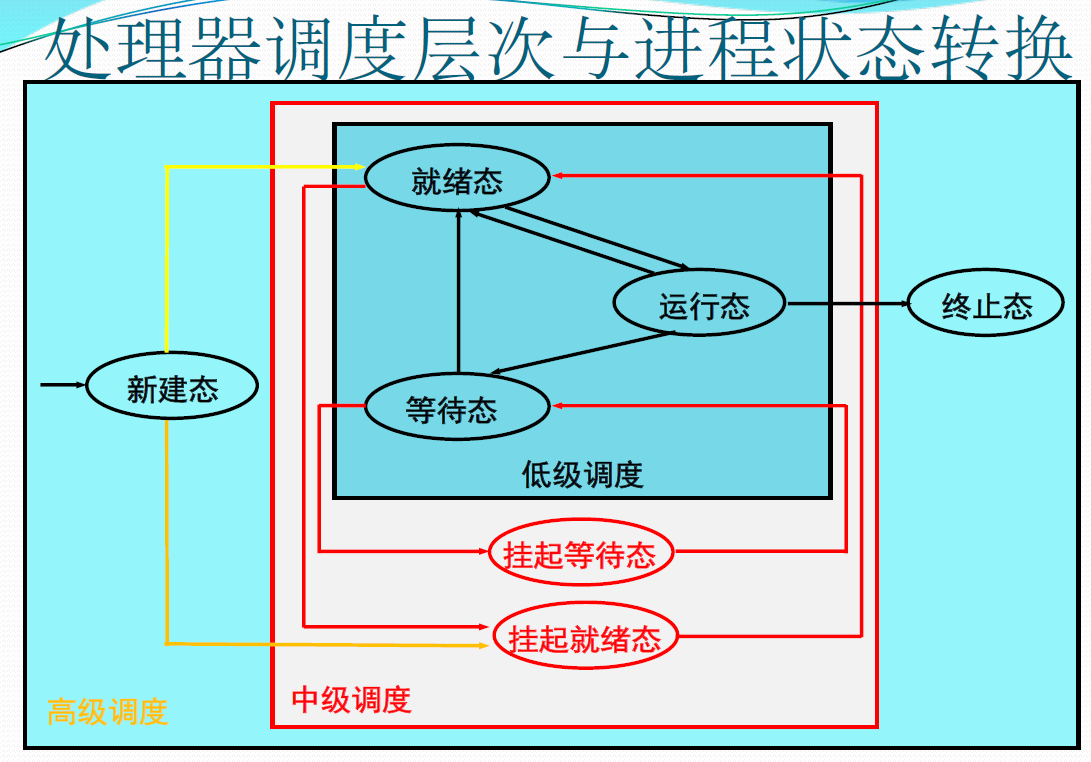 处理器调度层次与进程状态转换
就绪态
运行态
终止态
新建态
等待态
低级调度
挂起等待态
挂起就绪态
中级调度
高级调度